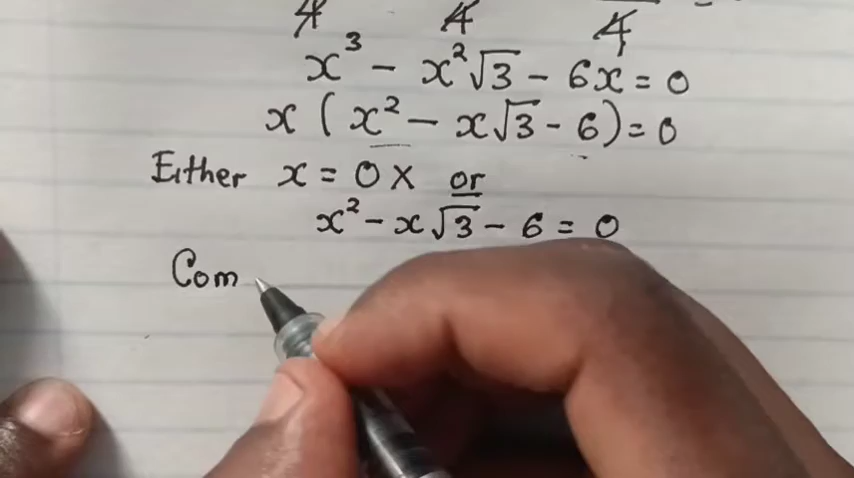 4 4 4
x³ - x²√3 - 6x = 0
x (x² - x√3 - 6) = 0
Either x = 0 X or
x² - x√3 - 6 = 0
Com